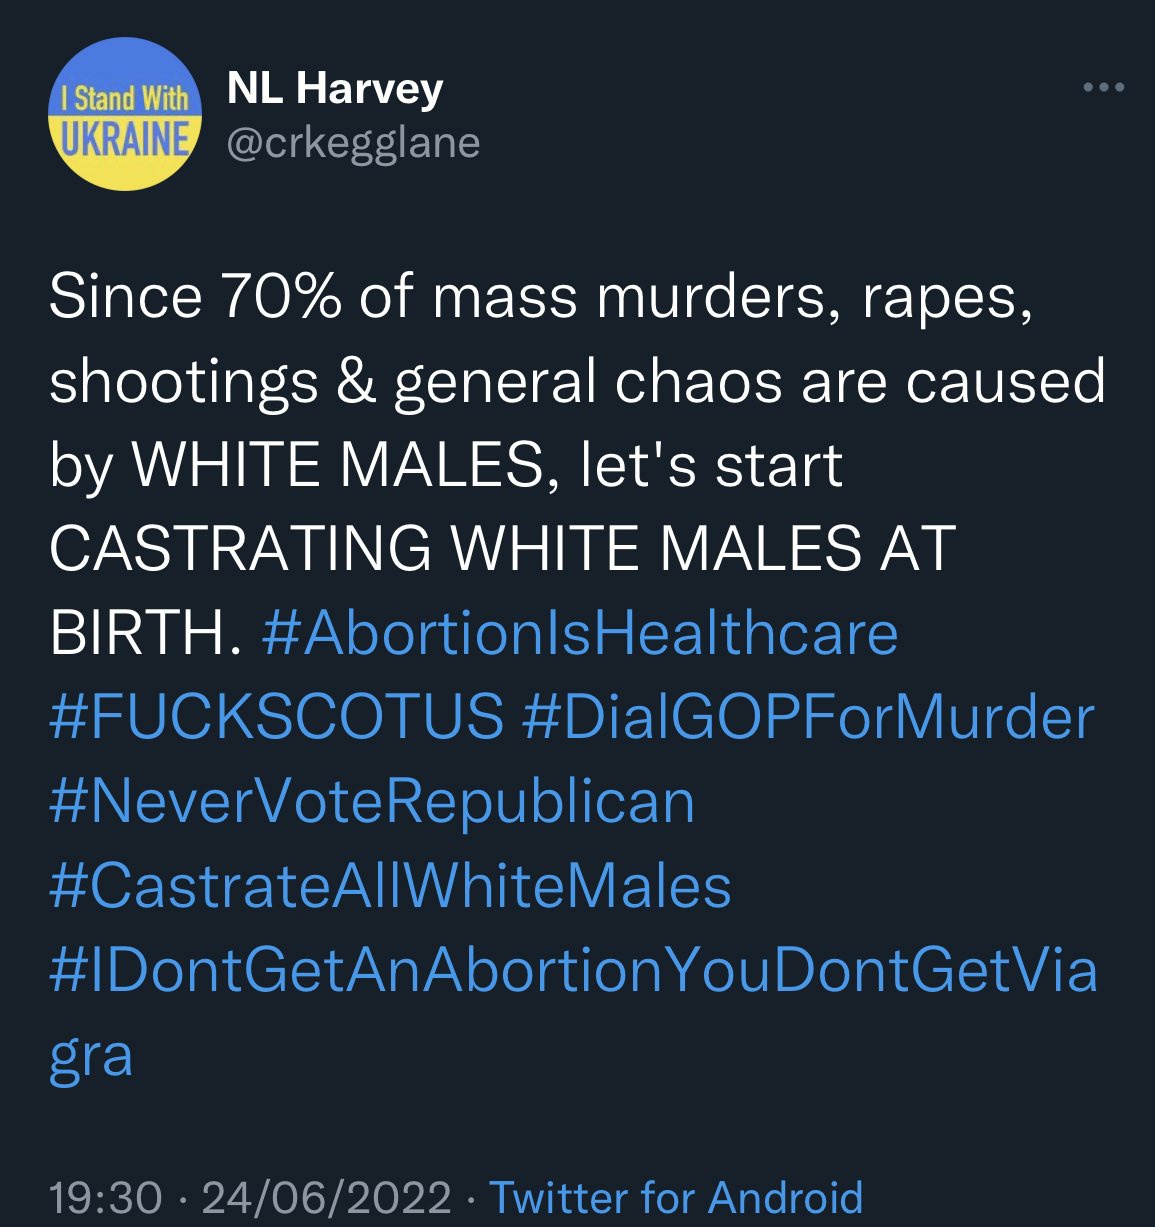 I Stand With
UKRAINE
NL Harvey
@crkegglane
Since 70% of mass murders, rapes,
shootings & general chaos are caused
by WHITE MALES, let's start
CASTRATING WHITE MALES AT
BIRTH. #AbortionIsHealthcare
#FUCKSCOTUS #DialGOPForMurder
#NeverVoteRepublican
#CastrateAllWhiteMales
#IDontGetAnAbortionYouDontGetVia
gra
19:30 · 24/06/2022 · Twitter for Android